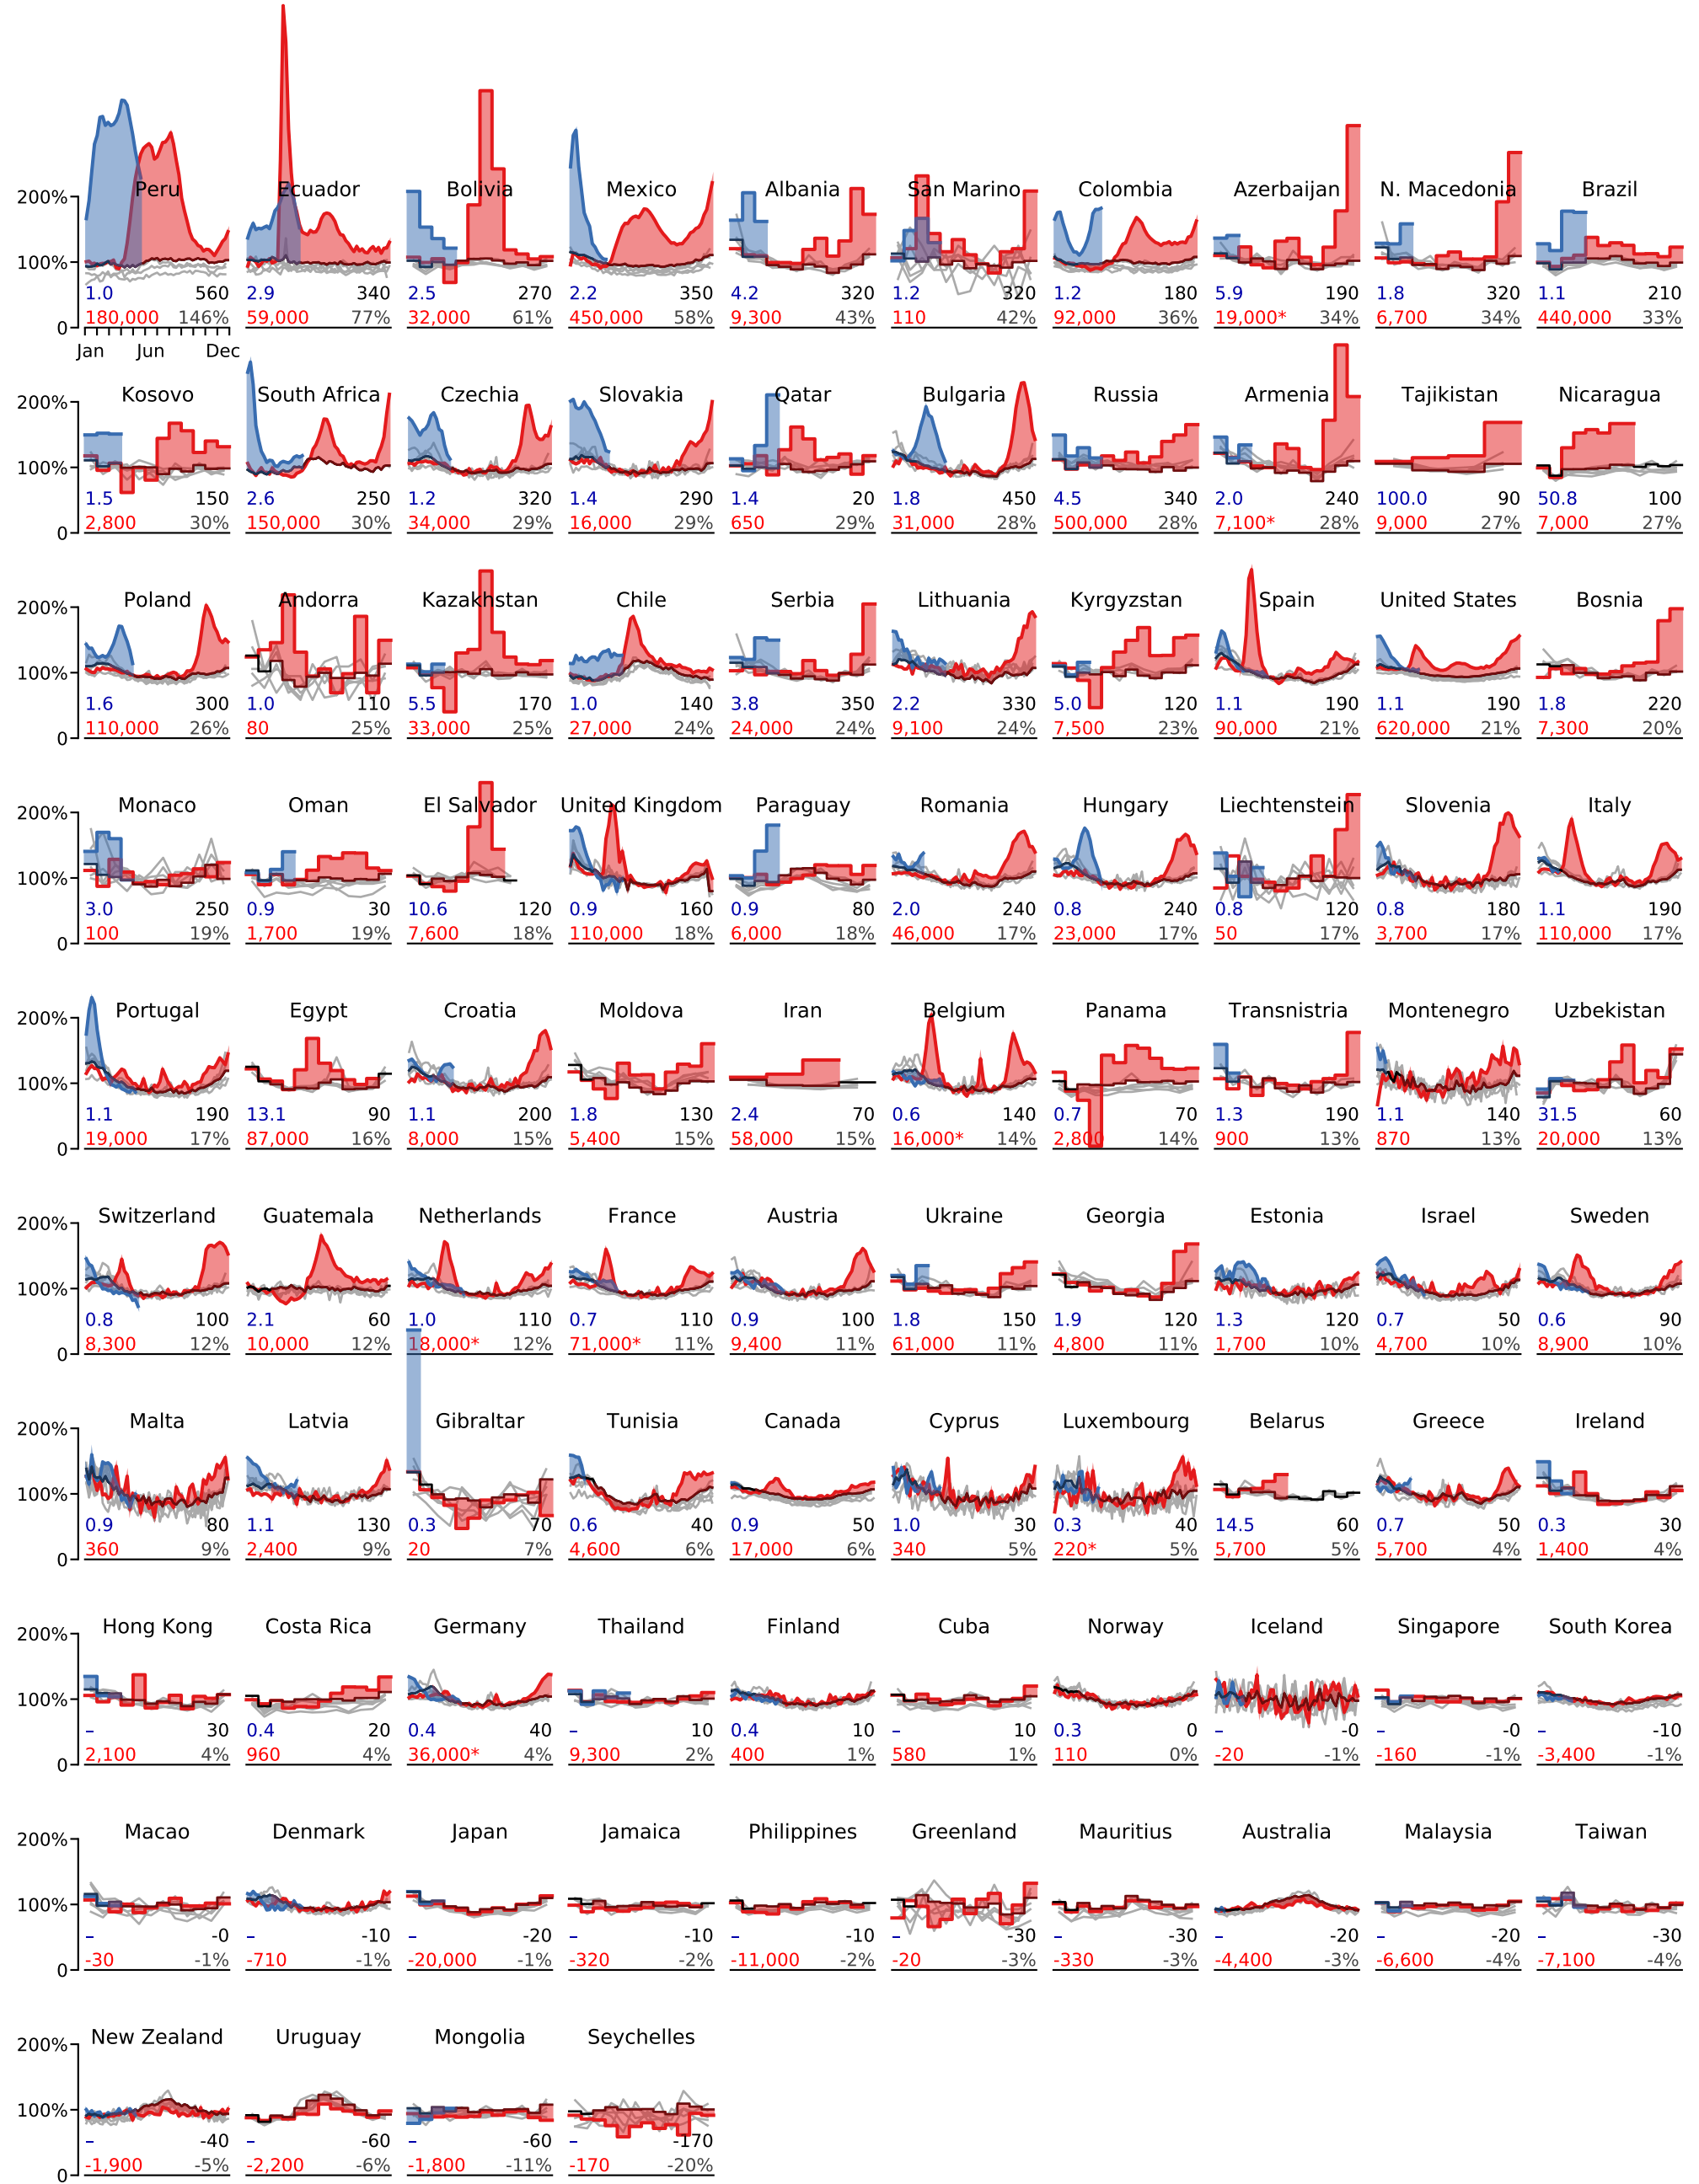 Peru Ecuador Bolivia Mexico Albania San Marino Colombia Azerbaijan N. Macedonia Brazil
200%
100%
1.0 560 2.9 340 2.5 270 2.2 350 4.2 320 1.2 320 1.2 180 5.9 190 1.8 320 1.1 210
180,000 146% 59,000 77% 32,000 61% 450,000 58% 9,300 43% 110 42% 92,000 36% 19,000* 34% 6,700 34% 440,000 33%
0
Jan Jun Dec
Kosovo South Africa Czechia Slovakia Qatar Bulgaria Russia Armenia Tajikistan Nicaragua
200%
100%
1.5 150 2.6 250 1.2 320 1.4 290 1.4 20 1.8 450 4.5 340 2.0 240 100.0 90 50.8 100
2,800 30% 150,000 30% 34,000 29% 16,000 29% 650 29% 31,000 28% 500,000 28% 7,100* 28% 9,000 27% 7,000 27%
0
Poland Andorra Kazakhstan Chile Serbia Lithuania Kyrgyzstan Spain United States Bosnia
200%
100%
1.6 300 1.0 110 5.5 170 1.0 140 3.8 350 2.2 330 5.0 120 1.1 190 1.1 190 1.8 220
110,000 26% 80 25% 33,000 25% 27,000 24% 24,000 24% 9,100 24% 7,500 23% 90,000 21% 620,000 21% 7,300 20%
0
Monaco Oman El Salvador United Kingdom Paraguay Romania Hungary Liechtenstein Slovenia Italy
200%
100%
3.0 250 0.9 30 10.6 120 0.9 160 0.9 80 2.0 240 0.8 240 0.8 120 0.8 180 1.1 190
100 19% 1,700 19% 7,600 18% 110,000 18% 6,000 18% 46,000 17% 23,000 17% 50 17% 3,700 17% 110,000 17%
0
Portugal Egypt Croatia Moldova Iran Belgium Panama Transnistria Montenegro Uzbekistan
200%
100%
1.1 190 13.1 90 1.1 200 1.8 130 2.4 70 0.6 140 0.7 70 1.3 190 1.1 140 31.5 60
19,000 17% 87,000 16% 8,000 15% 5,400 15% 58,000 15% 16,000* 14% 2,800 14% 900 13% 870 13% 20,000 13%
0
Switzerland Guatemala Netherlands France Austria Ukraine Georgia Estonia Israel Sweden
200%
100%
0.8 100 2.1 60 1.0 110 0.7 110 0.9 100 1.8 150 1.9 120 1.3 120 0.7 50 0.6 90
8,300 12% 10,000 12% 18,000* 12% 71,000* 11% 9,400 11% 61,000 11% 4,800 11% 1,700 10% 4,700 10% 8,900 10%
0
Malta Latvia Gibraltar Tunisia Canada Cyprus Luxembourg Belarus Greece Ireland
200%
100%
0.9 80 1.1 130 0.3 70 0.6 40 0.9 50 1.0 30 0.3 40 14.5 60 0.7 50 0.3 30
360 9% 2,400 9% 20 7% 4,600 6% 17,000 6% 340 5% 220* 5% 5,700 5% 5,700 4% 1,400 4%
0
Hong Kong Costa Rica Germany Thailand Finland Cuba Norway Iceland Singapore South Korea
200%
100%
– 30 0.4 20 0.4 40 – 10 0.4 10 – 10 0.3 0 – -0 – -0 – -10
2,100 4% 960 4% 36,000* 4% 9,300 2% 400 1% 580 1% 110 0% -20 -1% -160 -1% -3,400 -1%
0
Macao Denmark Japan Jamaica Philippines Greenland Mauritius Australia Malaysia Taiwan
200%
100%
– -0 – -10 – -20 – -10 – -10 – -30 – -30 – -20 – -20 – -30
-30 -1% -710 -1% -20,000 -1% -320 -2% -11,000 -2% -20 -3% -330 -3% -4,400 -3% -6,600 -4% -7,100 -4%
0
New Zealand Uruguay Mongolia Seychelles
200%
100%
– -40 – -60 – -60 – -170
-1,900 -5% -2,200 -6% -1,800 -11% -170 -20%
0